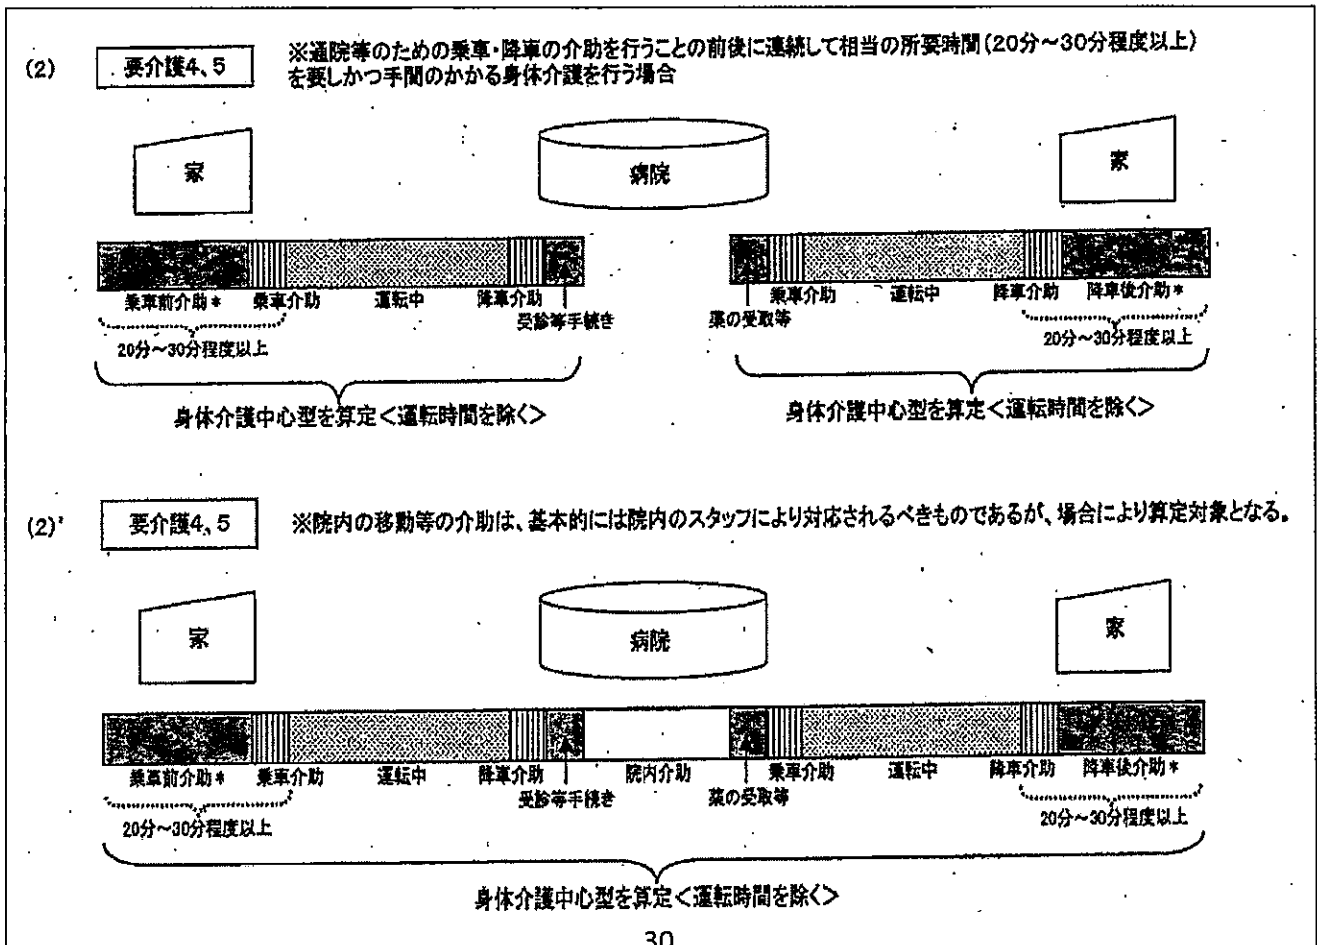 (2) 要介護4、5 ※通院等のための乗車・降車の介助を行うことの前後に連続して相当の所要時間(20分～30分程度以上)
を要しかつ手間のかかる身体介護を行う場合
家 病院 家
乗車前介助* 乗車介助 運転中 降車介助 受診等手続き 薬の受取等 乗車介助 運転中 降車介助 降車後介助*
20分～30分程度以上 20分～30分程度以上
身体介護中心型を算定<運転時間を除く> 身体介護中心型を算定<運転時間を除く>
(2)' 要介護4、5 ※院内の移動等の介助は、基本的には院内のスタッフにより対応されるべきものであるが、場合により算定対象となる。
家 病院 家
乗車前介助* 乗車介助 運転中 降車介助 受診等手続き 院内介助 薬の受取等 乗車介助 運転中 降車介助 降車後介助*
20分～30分程度以上 20分～30分程度以上
身体介護中心型を算定<運転時間を除く>
30